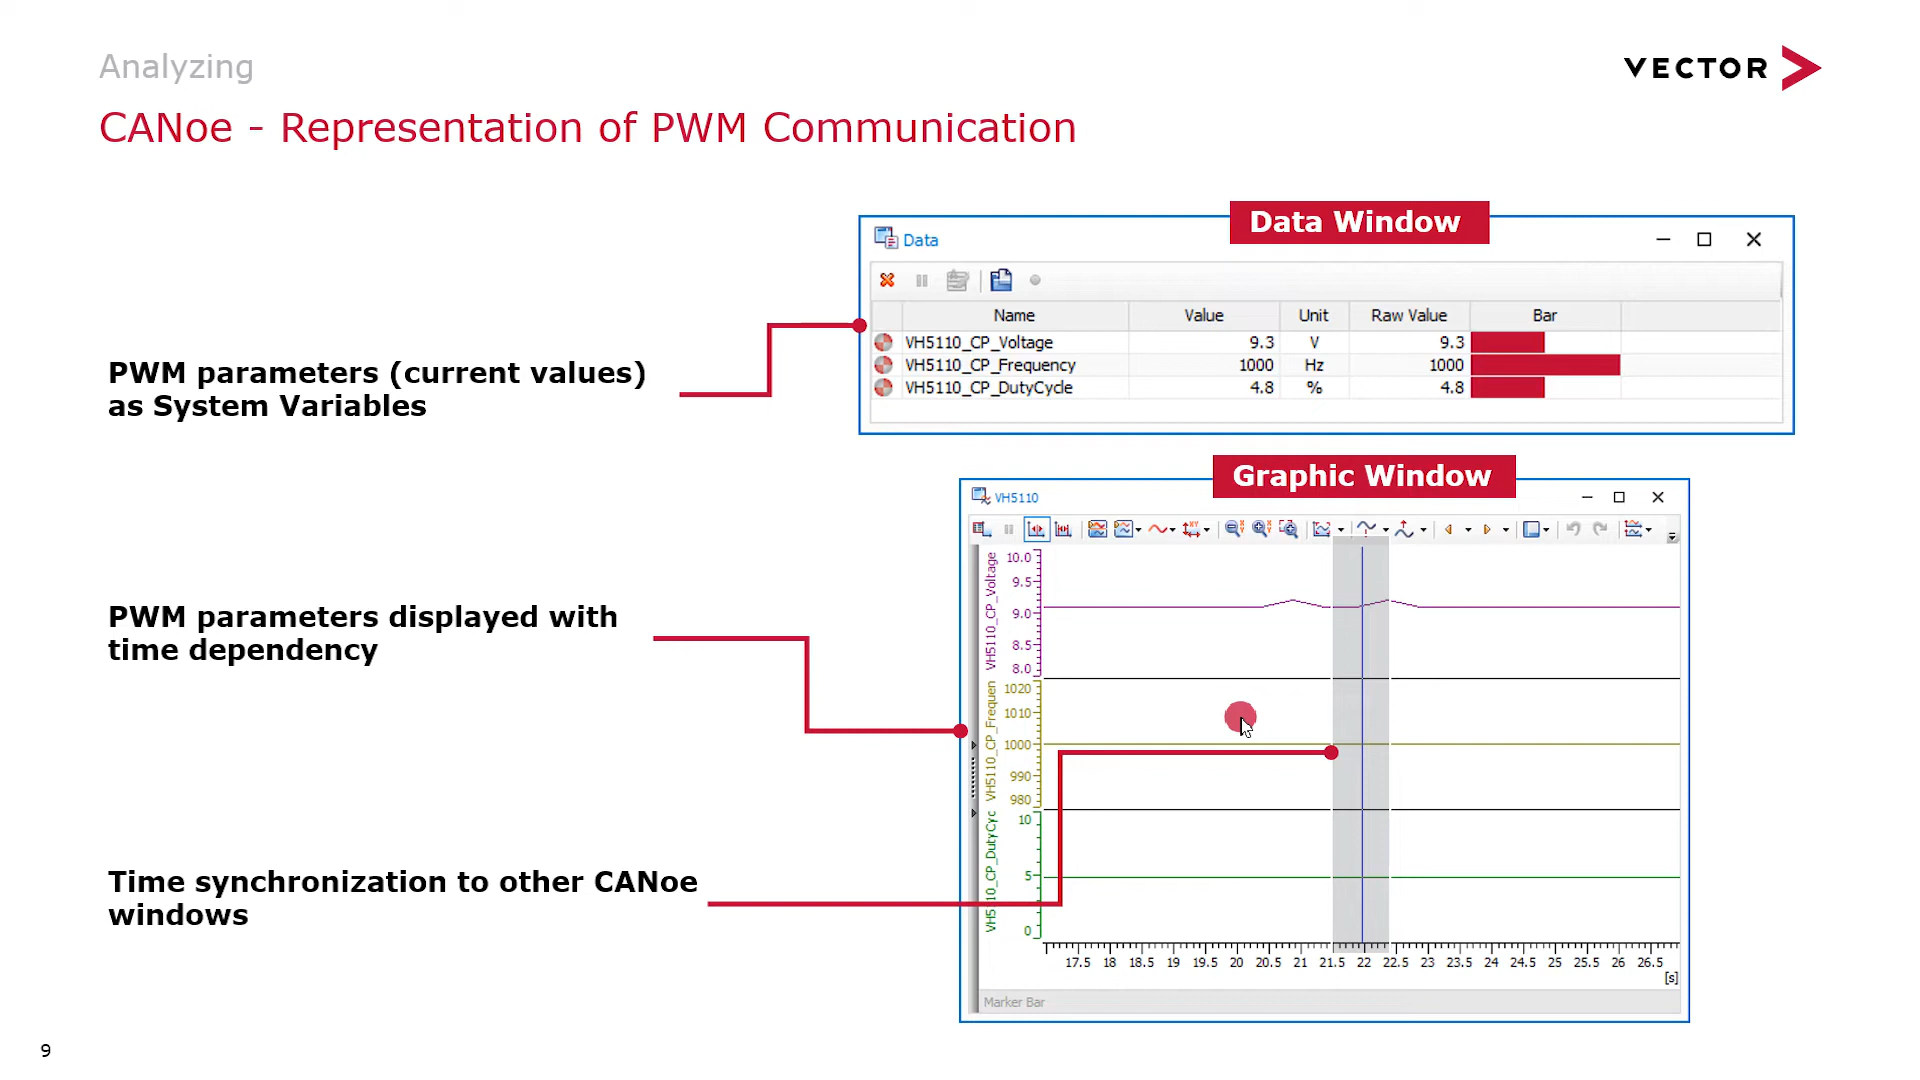 Analyzing
VECTOR
CANoe - Representation of PWM Communication
Data Window
Data
Name Value Unit Raw Value Bar
VH5110_CP_Voltage 9.3 V 9.3
VH5110_CP_Frequency 1000 Hz 1000
VH5110_CP_DutyCycle 4.8 % 4.8
PWM parameters (current values)
as System Variables
Graphic Window
VH5110
VH5110_CP_Voltage
10.0
9.5
9.0
8.5
8.0
PWM parameters displayed with
time dependency
VH5110_CP_Frequen
1020
1010
1000
990
980
VH5110_CP_DutyCyc
10
5
0
Time synchronization to other CANoe
windows
17.5 18 18.5 19 19.5 20 20.5 21 21.5 22 22.5 23 23.5 24 24.5 25 25.5 26 26.5
[s]
Marker Bar
9